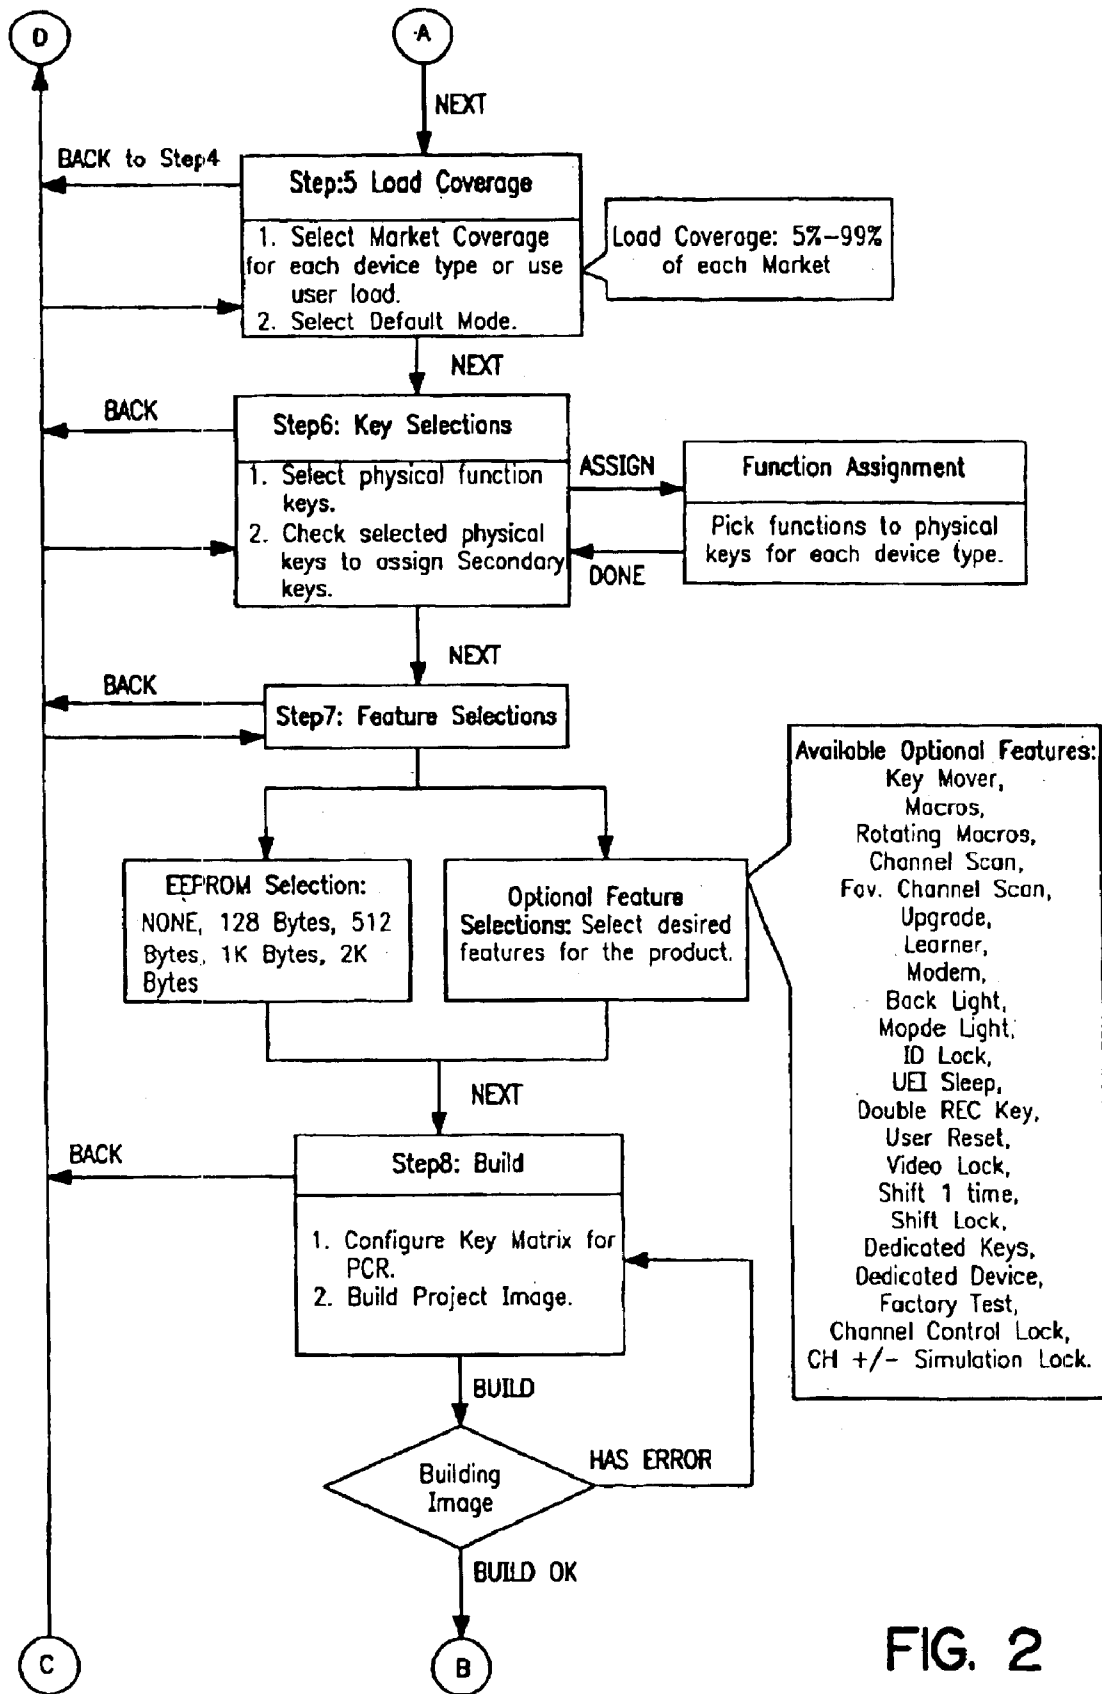 D
A
NEXT
BACK to Step4
Step:5 Load Coverage
1. Select Market Coverage
for each device type or use
user load.
2. Select Default Mode.
Load Coverage: 5%-99%
of each Market
NEXT
BACK
Step6: Key Selections
1. Select physical function
keys.
2. Check selected physical
keys to assign Secondary
keys.
ASSIGN
DONE
Function Assignment
Pick functions to physical
keys for each device type.
NEXT
BACK
Step7: Feature Selections
EEPROM Selection:
NONE, 128 Bytes, 512
Bytes, 1K Bytes, 2K
Bytes
Optional Feature
Selections: Select desired
features for the product.
Available Optional Features:
Key Mover,
Macros,
Rotating Macros,
Channel Scan,
Fav. Channel Scan,
Upgrade,
Learner,
Modem,
Back Light,
Mopde Light,
ID Lock,
UEI Sleep,
Double REC Key,
User Reset,
Video Lock,
Shift 1 time,
Shift Lock,
Dedicated Keys,
Dedicated Device,
Factory Test,
Channel Control Lock,
CH +/- Simulation Lock.
NEXT
BACK
Step8: Build
1. Configure Key Matrix for
PCR.
2. Build Project Image.
BUILD
Building
Image
HAS ERROR
BUILD OK
C
B
FIG. 2